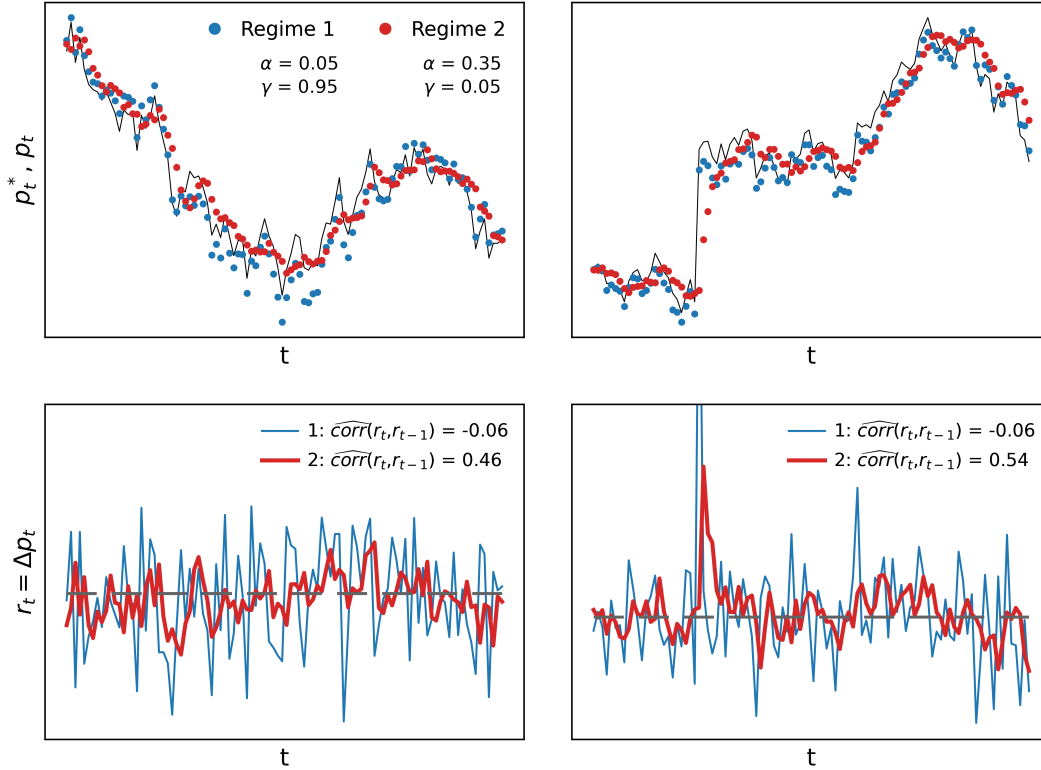 Regime 1 Regime 2
α = 0.05 α = 0.35
γ = 0.95 γ = 0.05
p*t , pt
t
t
1: corr(rt,rt−1) = -0.06
2: corr(rt,rt−1) = 0.46
1: corr(rt,rt−1) = -0.06
2: corr(rt,rt−1) = 0.54
rt = Δpt
t
t